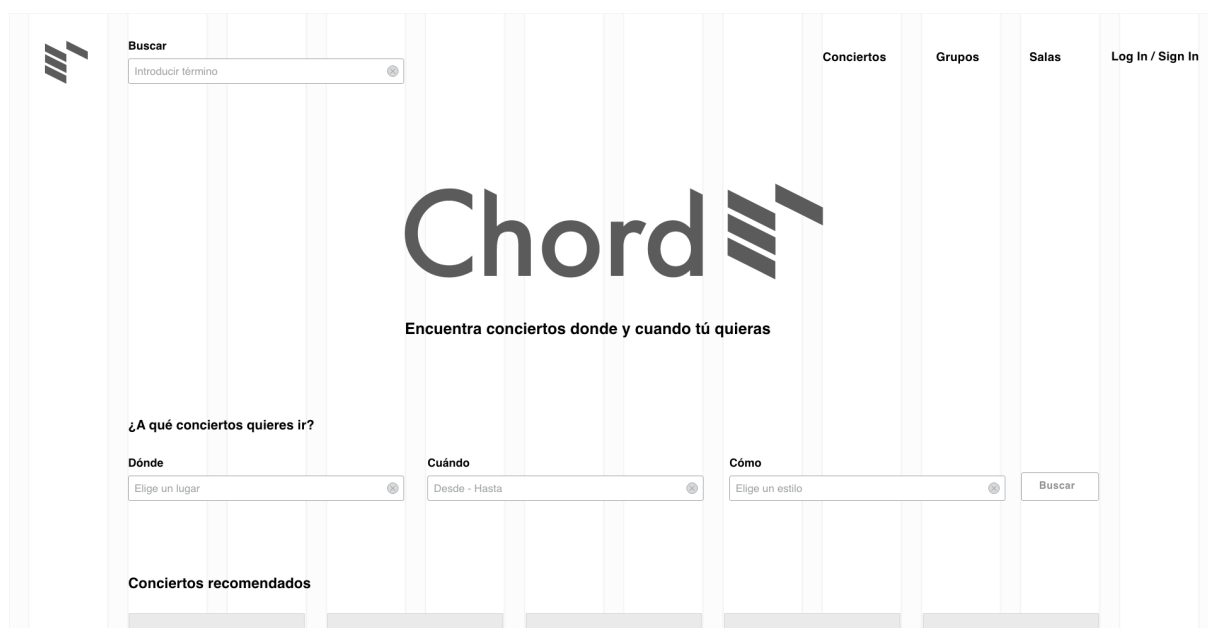 Buscar
Introducir término
Conciertos
Grupos
Salas
Log In / Sign In
Chord
Encuentra conciertos donde y cuando tú quieras
¿A qué conciertos quieres ir?
Dónde
Elige un lugar
Cuándo
Desde - Hasta
Cómo
Elige un estilo
Buscar
Conciertos recomendados